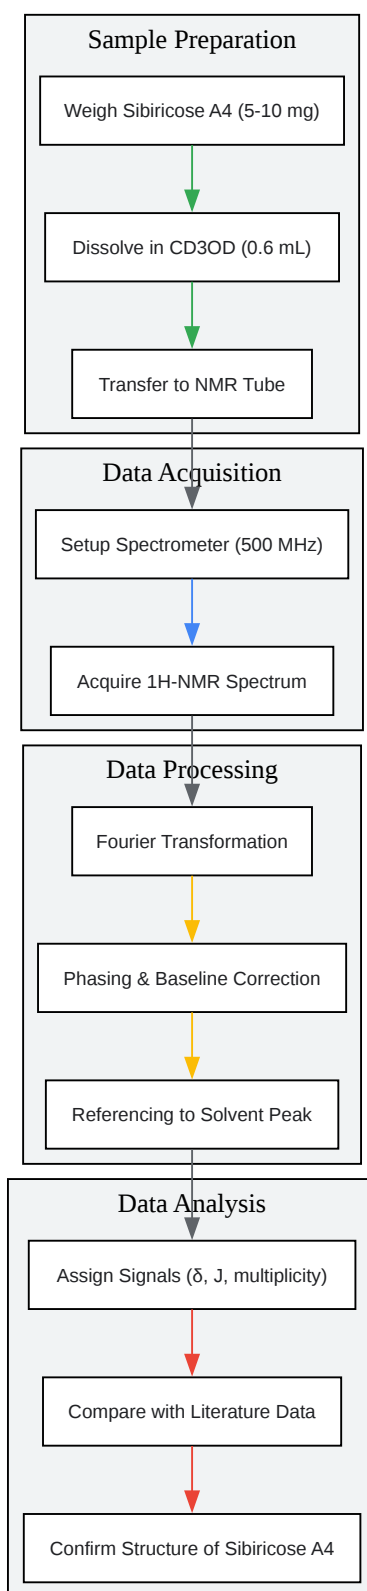 Sample Preparation
Weigh Sibiricose A4 (5-10 mg)
Dissolve in CD3OD (0.6 mL)
Transfer to NMR Tube
Data Acquisition
Setup Spectrometer (500 MHz)
Acquire 1H-NMR Spectrum
Data Processing
Fourier Transformation
Phasing & Baseline Correction
Referencing to Solvent Peak
Data Analysis
Assign Signals (δ, J, multiplicity)
Compare with Literature Data
Confirm Structure of Sibiricose A4